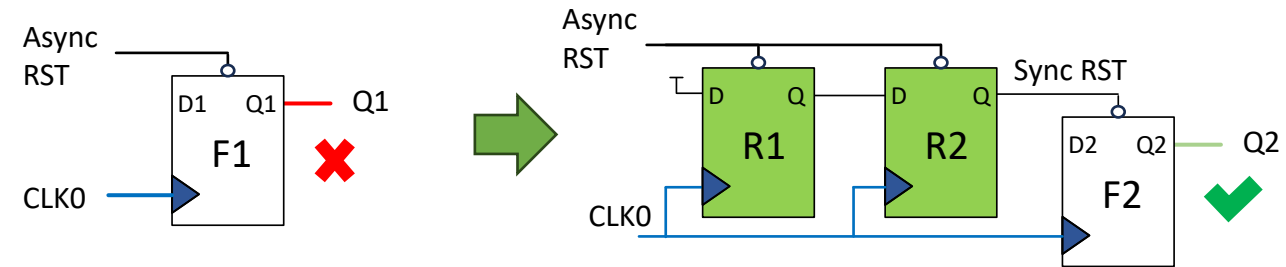 Async
RST
D1
Q1
Q1
F1
CLK0
Async
RST
D
Q
R1
D
Q
R2
Sync RST
CLK0
D2
Q2
Q2
F2